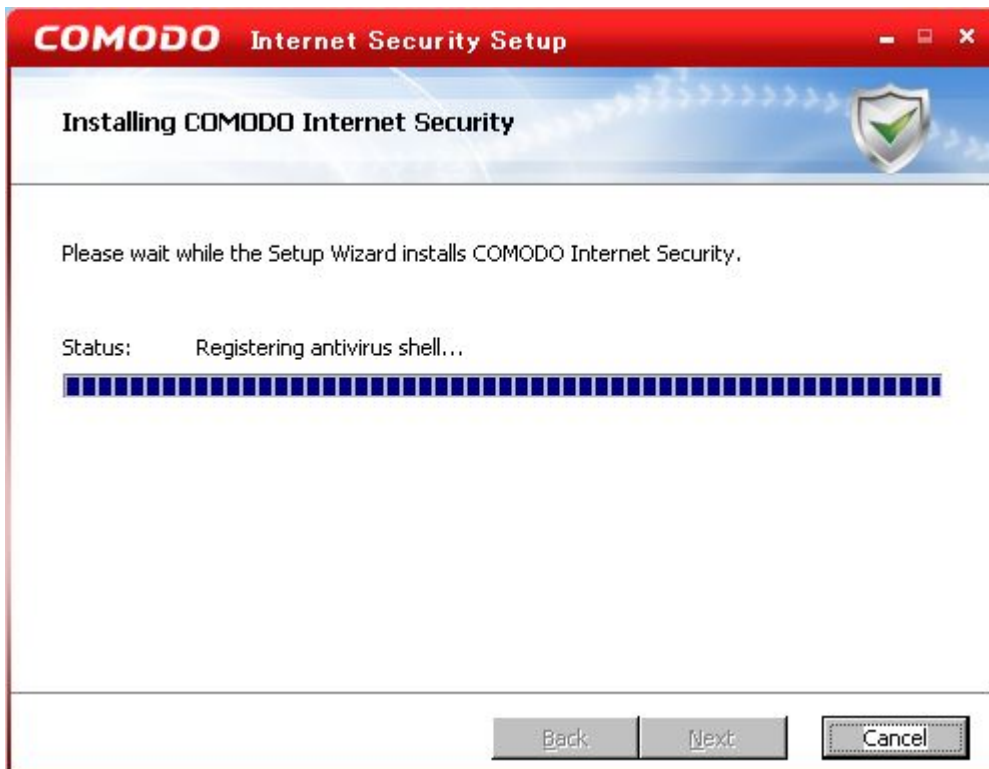 COMODO Internet Security Setup
Installing COMODO Internet Security
Please wait while the Setup Wizard installs COMODO Internet Security.
Status: Registering antivirus shell...
Back Next Cancel